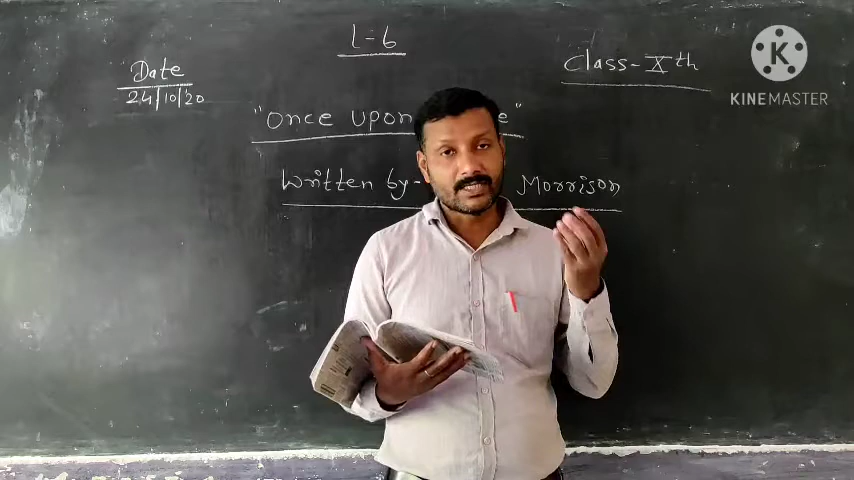 L-6
Date
24/10/20
Class-Xth
"Once Upon e"
Written by- Morrison
K
KINEMASTER